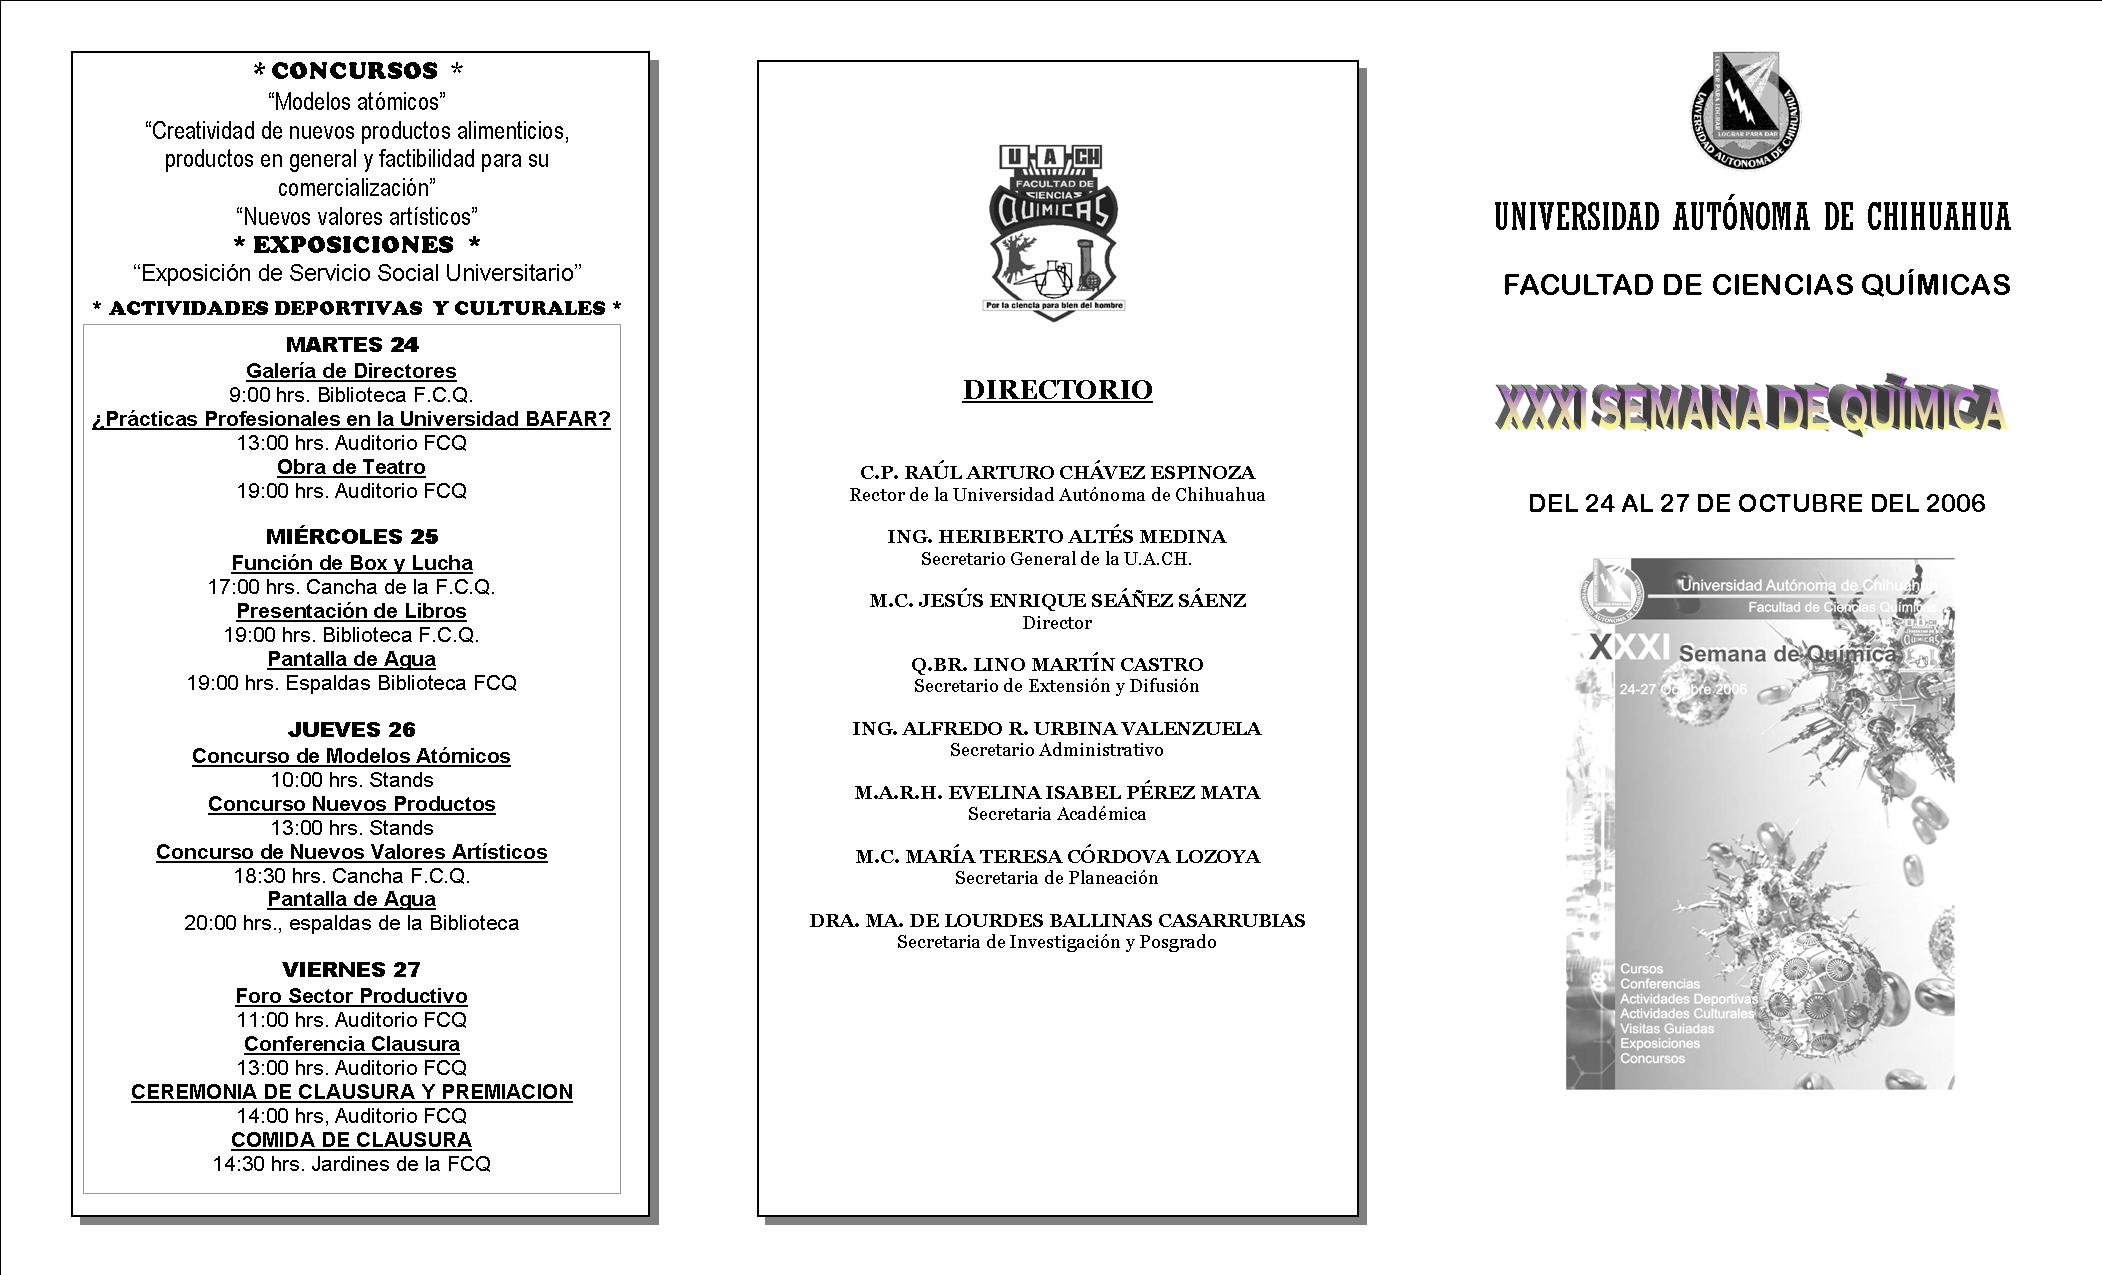 * CONCURSOS *
“Modelos atómicos”
“Creatividad de nuevos productos alimenticios,
productos en general y factibilidad para su
comercialización”
“Nuevos valores artísticos”
* EXPOSICIONES *
“Exposición de Servicio Social Universitario”
* ACTIVIDADES DEPORTIVAS Y CULTURALES *
MARTES 24
Galería de Directores
9:00 hrs. Biblioteca F.C.Q.
¿Prácticas Profesionales en la Universidad BAFAR?
13:00 hrs. Auditorio FCQ
Obra de Teatro
19:00 hrs. Auditorio FCQ
MIÉRCOLES 25
Función de Box y Lucha
17:00 hrs. Cancha de la F.C.Q.
Presentación de Libros
19:00 hrs. Biblioteca F.C.Q.
Pantalla de Agua
19:00 hrs. Espaldas Biblioteca FCQ
JUEVES 26
Concurso de Modelos Atómicos
10:00 hrs. Stands
Concurso Nuevos Productos
13:00 hrs. Stands
Concurso de Nuevos Valores Artísticos
18:30 hrs. Cancha F.C.Q.
Pantalla de Agua
20:00 hrs., espaldas de la Biblioteca
VIERNES 27
Foro Sector Productivo
11:00 hrs. Auditorio FCQ
Conferencia Clausura
13:00 hrs. Auditorio FCQ
CEREMONIA DE CLAUSURA Y PREMIACION
14:00 hrs, Auditorio FCQ
COMIDA DE CLAUSURA
14:30 hrs. Jardines de la FCQ
U-A-CH
FACULTAD DE
CIENCIAS
QUIMICAS
Por la ciencia para bien del hombre
DIRECTORIO
C.P. RAÚL ARTURO CHÁVEZ ESPINOZA
Rector de la Universidad Autónoma de Chihuahua
ING. HERIBERTO ALTÉS MEDINA
Secretario General de la U.A.CH.
M.C. JESÚS ENRIQUE SEÁÑEZ SÁENZ
Director
Q.BR. LINO MARTÍN CASTRO
Secretario de Extensión y Difusión
ING. ALFREDO R. URBINA VALENZUELA
Secretario Administrativo
M.A.R.H. EVELINA ISABEL PÉREZ MATA
Secretaria Académica
M.C. MARÍA TERESA CÓRDOVA LOZOYA
Secretaria de Planeación
DRA. MA. DE LOURDES BALLINAS CASARRUBIAS
Secretaria de Investigación y Posgrado
LUCHAR PARA LOGRAR
LOGRAR PARA DAR
UNIVERSIDAD AUTONOMA DE CHIHUAHUA
UNIVERSIDAD AUTÓNOMA DE CHIHUAHUA
FACULTAD DE CIENCIAS QUÍMICAS
XXXI SEMANA DE QUÍMICA
DEL 24 AL 27 DE OCTUBRE DEL 2006
Universidad Autónoma de Chihuahua
Facultad de Ciencias Químicas
XXXI Semana de Química
24-27 Octubre 2006
Cursos
Conferencias
Actividades Deportivas
Actividades Culturales
Visitas Guiadas
Exposiciones
Concursos